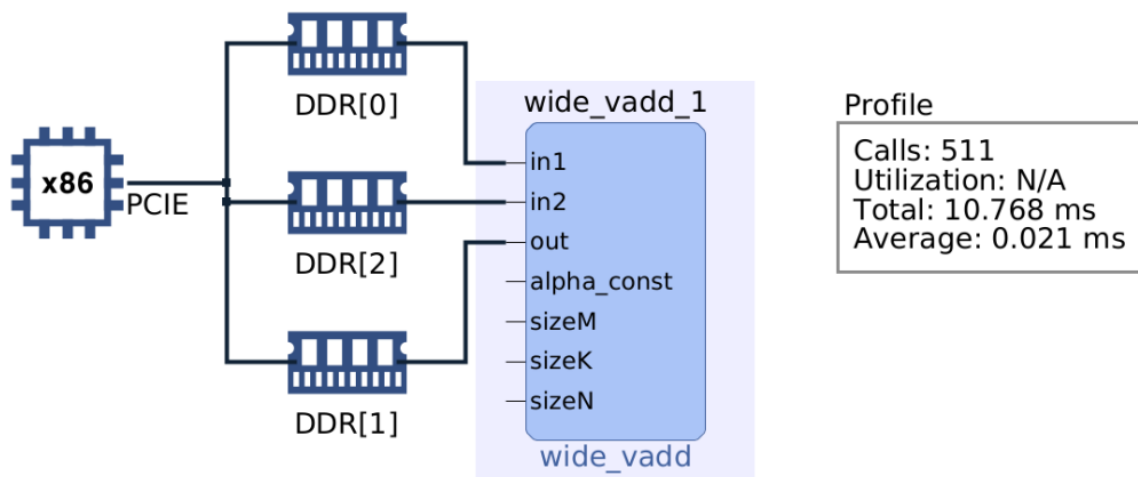 x86
PCIE
DDR[0]
DDR[2]
DDR[1]
wide_vadd_1
in1
in2
out
alpha_const
sizeM
sizeK
sizeN
wide_vadd
Profile
Calls: 511
Utilization: N/A
Total: 10.768 ms
Average: 0.021 ms